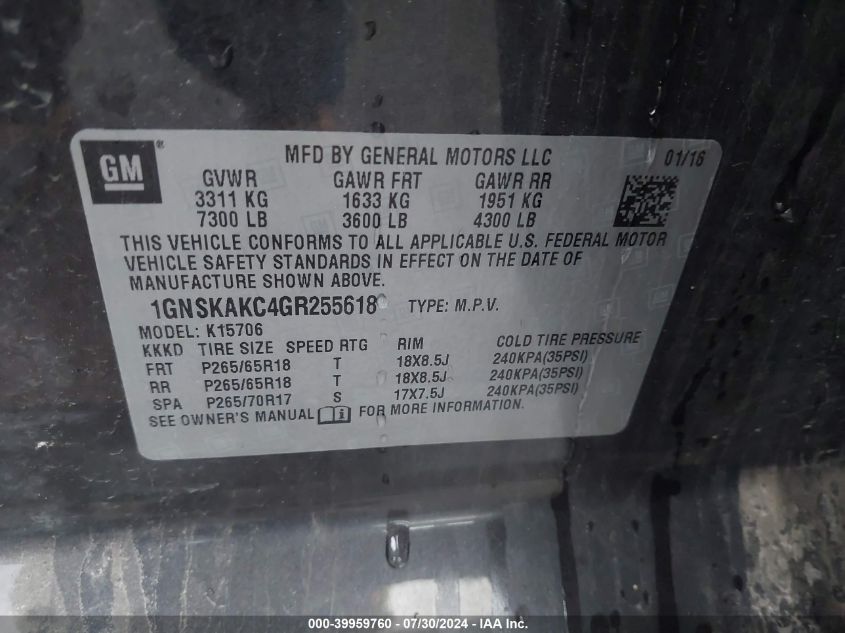 GM ® MFD BY GENERAL MOTORS LLC 01/16
GVWR GAWR FRT GAWR RR
3311 KG 1633 KG 1951 KG
7300 LB 3600 LB 4300 LB
THIS VEHICLE CONFORMS TO ALL APPLICABLE U.S. FEDERAL MOTOR
VEHICLE SAFETY STANDARDS IN EFFECT ON THE DATE OF
MANUFACTURE SHOWN ABOVE.
1GNSKAKC4GR255618 TYPE: M.P.V.
MODEL: K15706
KKKD TIRE SIZE SPEED RTG RIM COLD TIRE PRESSURE
FRT P265/65R18 T 18X8.5J 240KPA(35PSI)
RR P265/65R18 T 18X8.5J 240KPA(35PSI)
SPA P265/70R17 S 17X7.5J 240KPA(35PSI)
SEE OWNER'S MANUAL i FOR MORE INFORMATION.
000-39959760 - 07/30/2024 - IAA Inc.